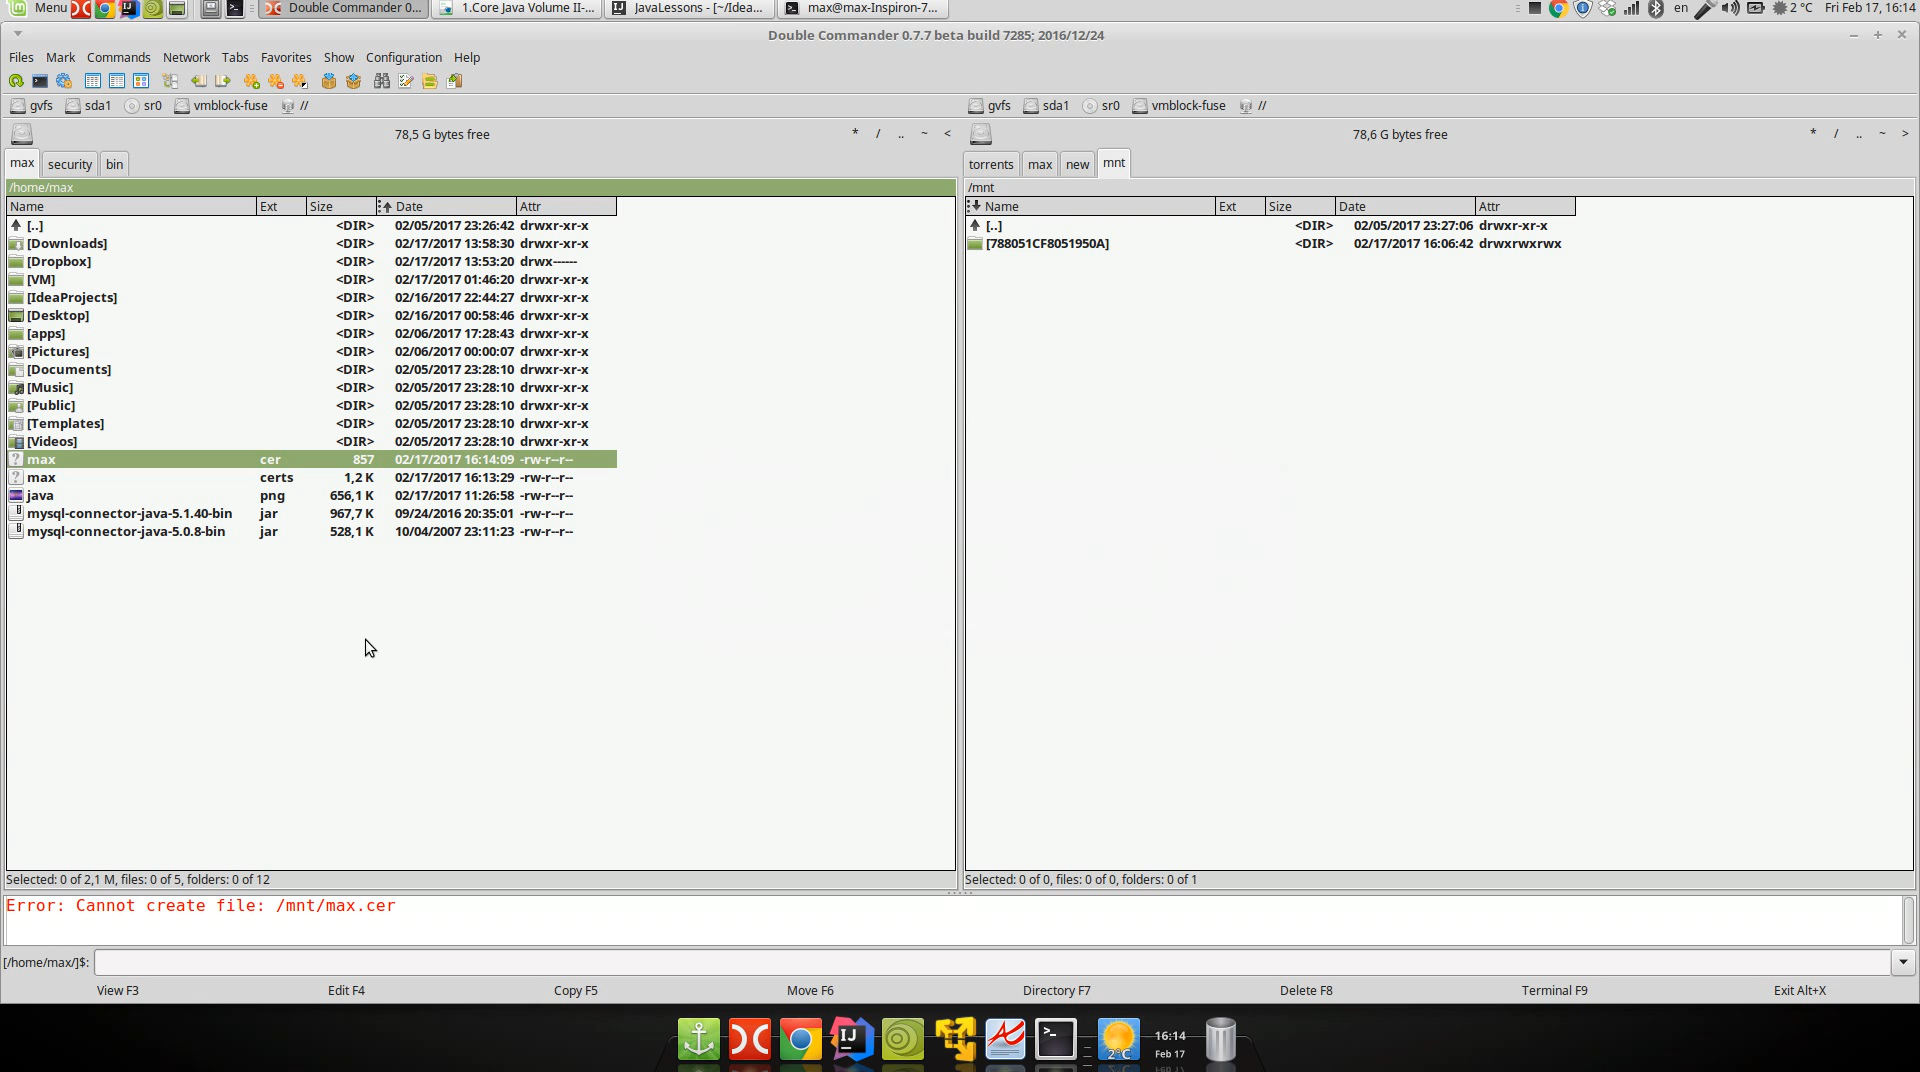 Menu Double Commander 0... 1.Core Java Volume II-... JavaLessons - [~/Idea... max@max-Inspiron-7... en 2 °C Fri Feb 17, 16:14
Double Commander 0.7.7 beta build 7285; 2016/12/24
Files Mark Commands Network Tabs Favorites Show Configuration Help
gvfs sda1 sr0 vmblock-fuse // gvfs sda1 sr0 vmblock-fuse //
78,5 G bytes free * / .. ~ < 78,6 G bytes free * / .. ~ >
max security bin torrents max new mnt
/home/max /mnt
Name Ext Size Date Attr Name Ext Size Date Attr
[..] <DIR> 02/05/2017 23:26:42 drwxr-xr-x [..] <DIR> 02/05/2017 23:27:06 drwxr-xr-x
[Downloads] <DIR> 02/17/2017 13:58:30 drwxr-xr-x [788051CF8051950A] <DIR> 02/17/2017 16:06:42 drwxrwxrwx
[Dropbox] <DIR> 02/17/2017 13:53:20 drwx------
[VM] <DIR> 02/17/2017 01:46:20 drwxr-xr-x
[IdeaProjects] <DIR> 02/16/2017 22:44:27 drwxr-xr-x
[Desktop] <DIR> 02/16/2017 00:58:46 drwxr-xr-x
[apps] <DIR> 02/06/2017 17:28:43 drwxr-xr-x
[Pictures] <DIR> 02/06/2017 00:00:07 drwxr-xr-x
[Documents] <DIR> 02/05/2017 23:28:10 drwxr-xr-x
[Music] <DIR> 02/05/2017 23:28:10 drwxr-xr-x
[Public] <DIR> 02/05/2017 23:28:10 drwxr-xr-x
[Templates] <DIR> 02/05/2017 23:28:10 drwxr-xr-x
[Videos] <DIR> 02/05/2017 23:28:10 drwxr-xr-x
max cer 857 02/17/2017 16:14:09 -rw-r--r--
max certs 1,2 K 02/17/2017 16:13:29 -rw-r--r--
java png 656,1 K 02/17/2017 11:26:58 -rw-r--r--
mysql-connector-java-5.1.40-bin jar 967,7 K 09/24/2016 20:35:01 -rw-r--r--
mysql-connector-java-5.0.8-bin jar 528,1 K 10/04/2007 23:11:23 -rw-r--r--
Selected: 0 of 2,1 M, files: 0 of 5, folders: 0 of 12 Selected: 0 of 0, files: 0 of 0, folders: 0 of 1
Error: Cannot create file: /mnt/max.cer
[/home/max/]$:
View F3 Edit F4 Copy F5 Move F6 Directory F7 Delete F8 Terminal F9 Exit Alt+X
IJ 2°C 16:14
Feb 17